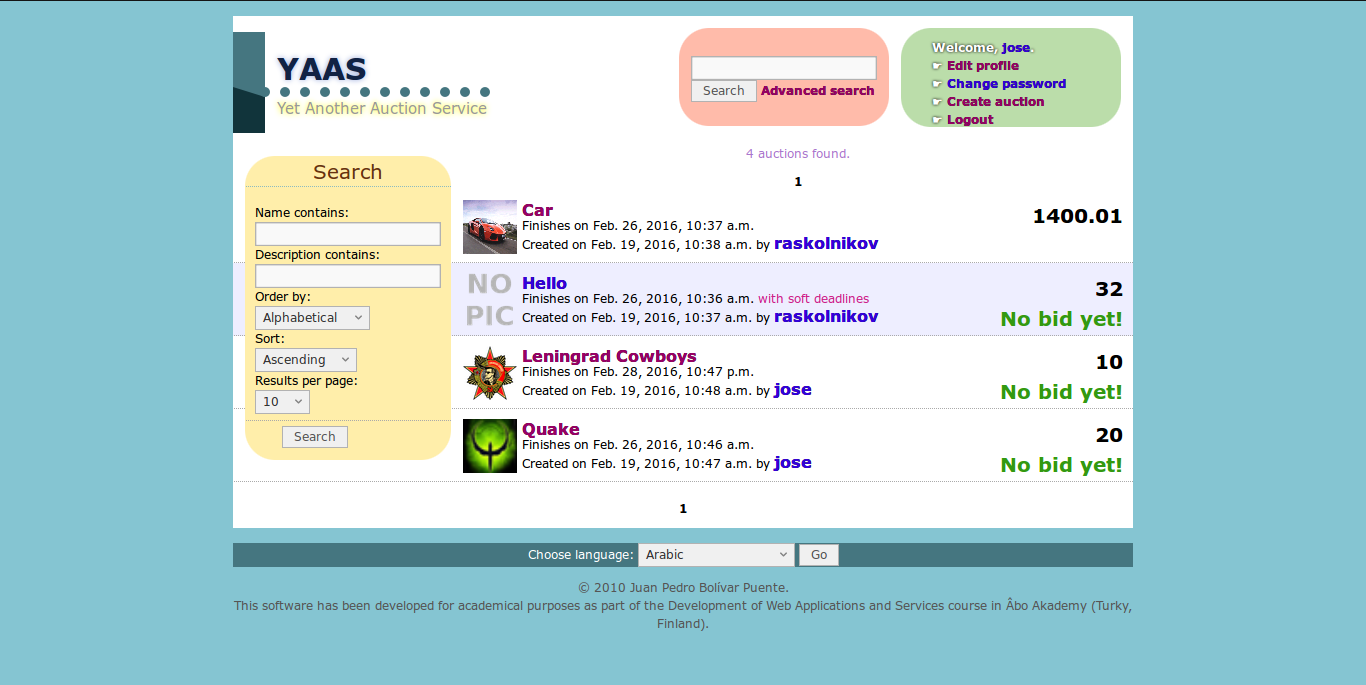 YAAS
Yet Another Auction Service
Search Advanced search
Welcome, jose.
☞ Edit profile
☞ Change password
☞ Create auction
☞ Logout
Search
Name contains:
Description contains:
Order by:
Alphabetical
Sort:
Ascending
Results per page:
10
Search
4 auctions found.
1
Car
Finishes on Feb. 26, 2016, 10:37 a.m.
Created on Feb. 19, 2016, 10:38 a.m. by raskolnikov
1400.01
NO
PIC
Hello
Finishes on Feb. 26, 2016, 10:36 a.m. with soft deadlines
Created on Feb. 19, 2016, 10:37 a.m. by raskolnikov
32
No bid yet!
Leningrad Cowboys
Finishes on Feb. 28, 2016, 10:47 p.m.
Created on Feb. 19, 2016, 10:48 a.m. by jose
10
No bid yet!
Quake
Finishes on Feb. 26, 2016, 10:46 a.m.
Created on Feb. 19, 2016, 10:47 a.m. by jose
20
No bid yet!
1
Choose language: Arabic Go
© 2010 Juan Pedro Bolívar Puente.
This software has been developed for academical purposes as part of the Development of Web Applications and Services course in Âbo Akademy (Turky,
Finland).